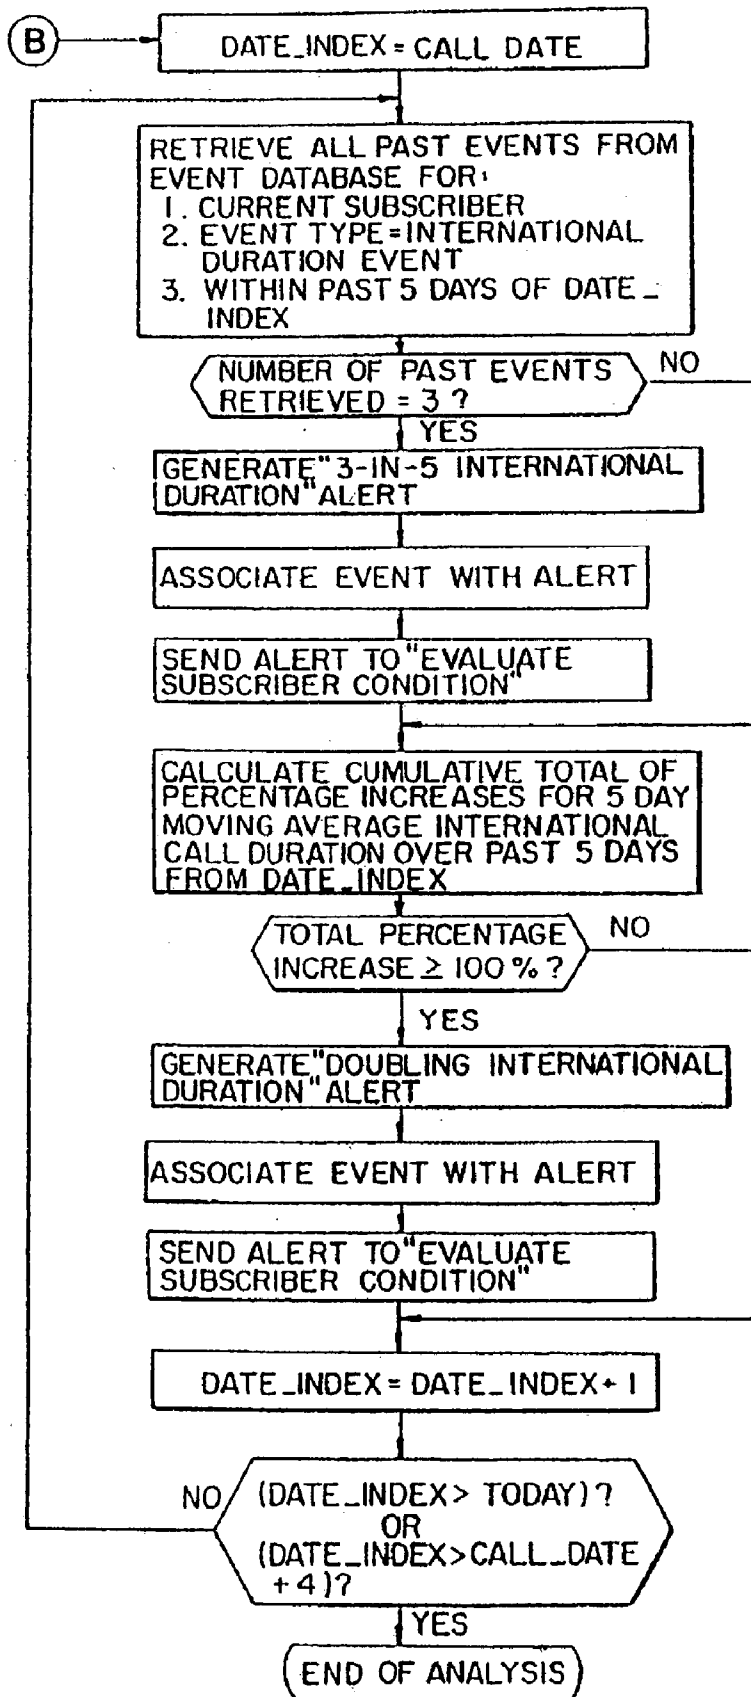 B
DATE_INDEX = CALL DATE
RETRIEVE ALL PAST EVENTS FROM
EVENT DATABASE FOR:
1. CURRENT SUBSCRIBER
2. EVENT TYPE=INTERNATIONAL
DURATION EVENT
3. WITHIN PAST 5 DAYS OF DATE_
INDEX
NUMBER OF PAST EVENTS
RETRIEVED = 3 ?
NO
YES
GENERATE "3-IN-5 INTERNATIONAL
DURATION" ALERT
ASSOCIATE EVENT WITH ALERT
SEND ALERT TO "EVALUATE
SUBSCRIBER CONDITION"
CALCULATE CUMULATIVE TOTAL OF
PERCENTAGE INCREASES FOR 5 DAY
MOVING AVERAGE INTERNATIONAL
CALL DURATION OVER PAST 5 DAYS
FROM DATE_INDEX
TOTAL PERCENTAGE
INCREASE ≥ 100 % ?
NO
YES
GENERATE "DOUBLING INTERNATIONAL
DURATION" ALERT
ASSOCIATE EVENT WITH ALERT
SEND ALERT TO "EVALUATE
SUBSCRIBER CONDITION"
DATE_INDEX = DATE_INDEX + 1
NO
(DATE_INDEX > TODAY) ?
OR
(DATE_INDEX > CALL_DATE
+ 4) ?
YES
END OF ANALYSIS